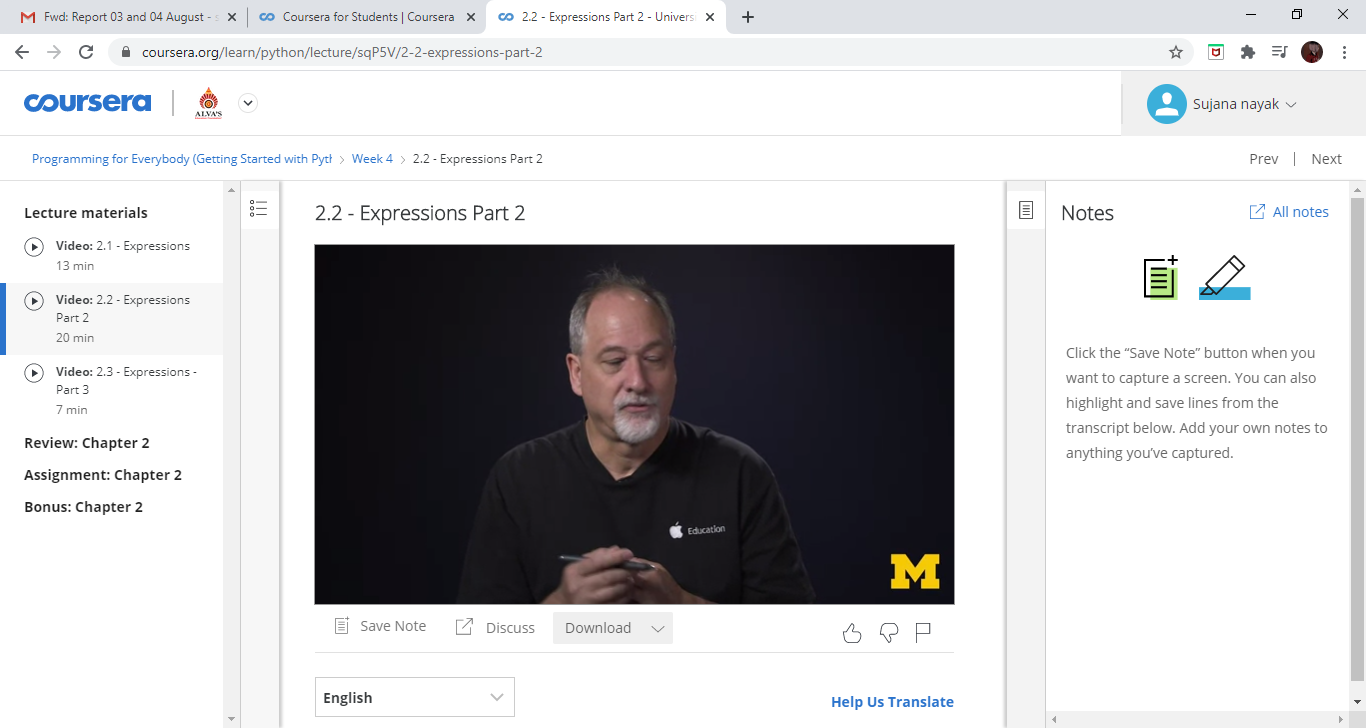 Fwd: Report 03 and 04 August - s
Coursera for Students | Coursera
2.2 - Expressions Part 2 - Univers
coursera.org/learn/python/lecture/sqP5V/2-2-expressions-part-2
coursera
ALVA'S
Sujana nayak
Programming for Everybody (Getting Started with Pyth
Week 4
2.2 - Expressions Part 2
Prev | Next
Lecture materials
Video: 2.1 - Expressions
13 min
Video: 2.2 - Expressions
Part 2
20 min
Video: 2.3 - Expressions -
Part 3
7 min
Review: Chapter 2
Assignment: Chapter 2
Bonus: Chapter 2
2.2 - Expressions Part 2
Education
M
Save Note
Discuss
Download
English
Help Us Translate
Notes
All notes
Click the “Save Note” button when you
want to capture a screen. You can also
highlight and save lines from the
transcript below. Add your own notes to
anything you’ve captured.